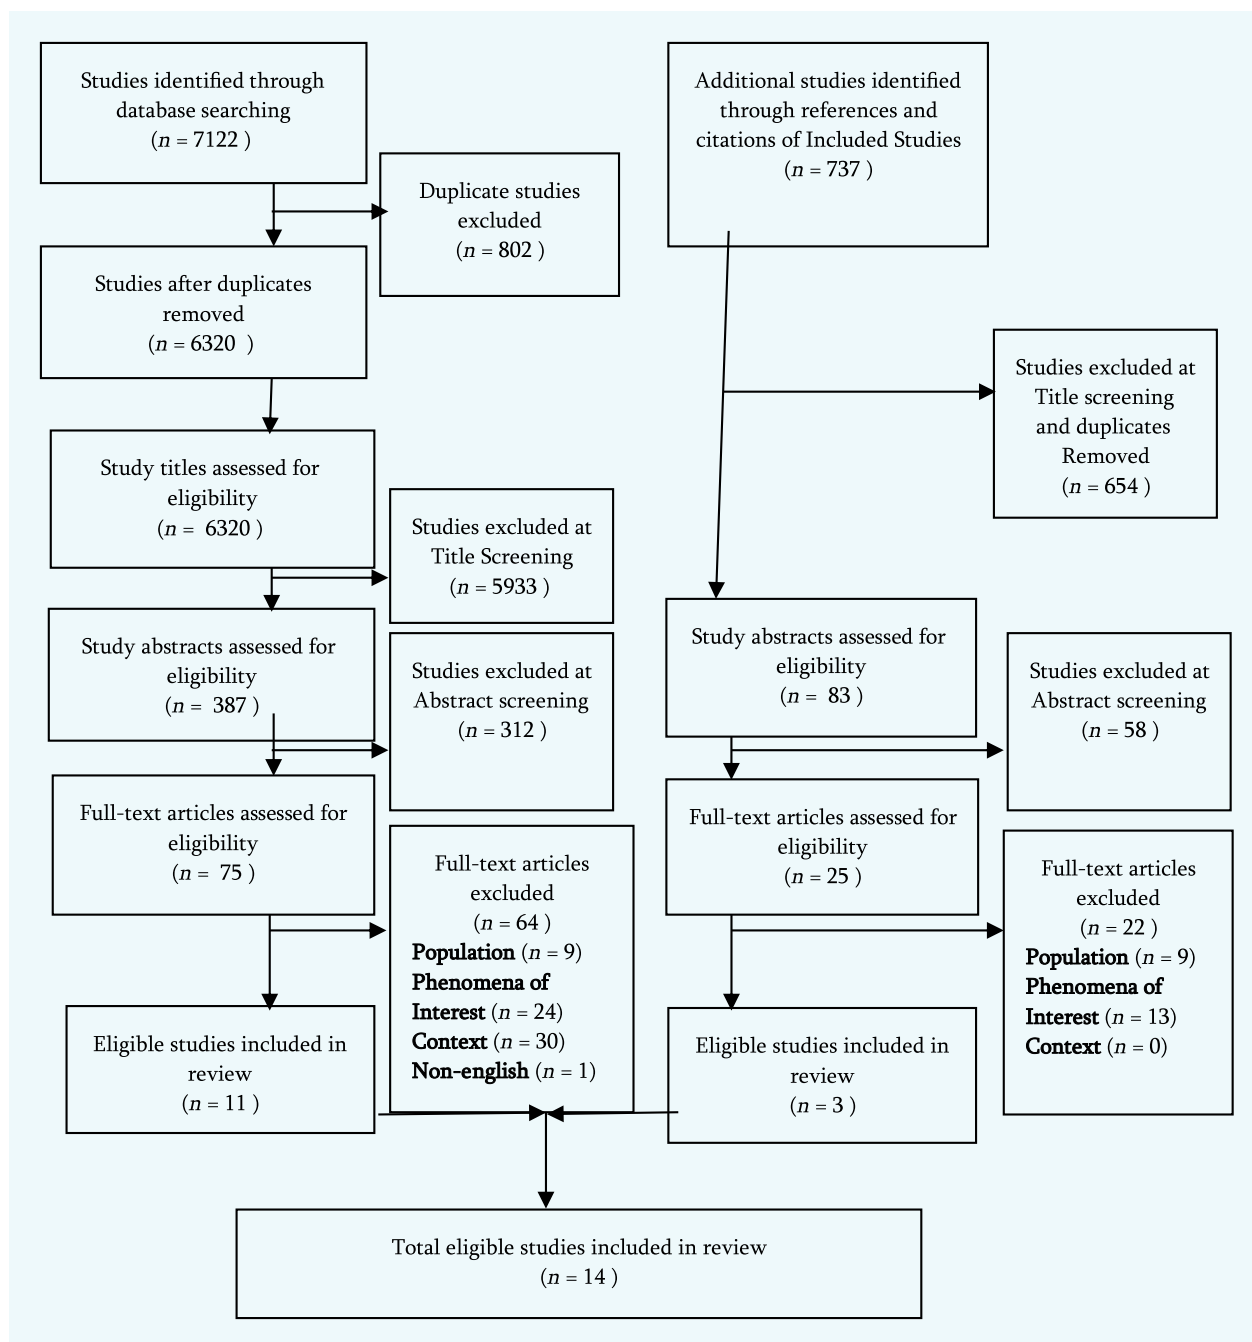 Studies identified through
database searching
(n = 7122 )
Duplicate studies
excluded
(n = 802 )
Studies after duplicates
removed
(n = 6320 )
Study titles assessed for
eligibility
(n = 6320 )
Studies excluded at
Title Screening
(n = 5933 )
Study abstracts assessed for
eligibility
(n = 387 )
Studies excluded at
Abstract screening
(n = 312 )
Full-text articles assessed for
eligibility
(n = 75 )
Full-text articles
excluded
(n = 64 )
Population (n = 9)
Phenomena of
Interest (n = 24)
Context (n = 30)
Non-english (n = 1)
Eligible studies included in
review
(n = 11 )
Additional studies identified
through references and
citations of Included Studies
(n = 737 )
Studies excluded at
Title screening
and duplicates
Removed
(n = 654 )
Study abstracts assessed for
eligibility
(n = 83 )
Studies excluded at
Abstract screening
(n = 58 )
Full-text articles assessed for
eligibility
(n = 25 )
Full-text articles
excluded
(n = 22 )
Population (n = 9)
Phenomena of
Interest (n = 13)
Context (n = 0)
Eligible studies included in
review
(n = 3 )
Total eligible studies included in review
(n = 14 )